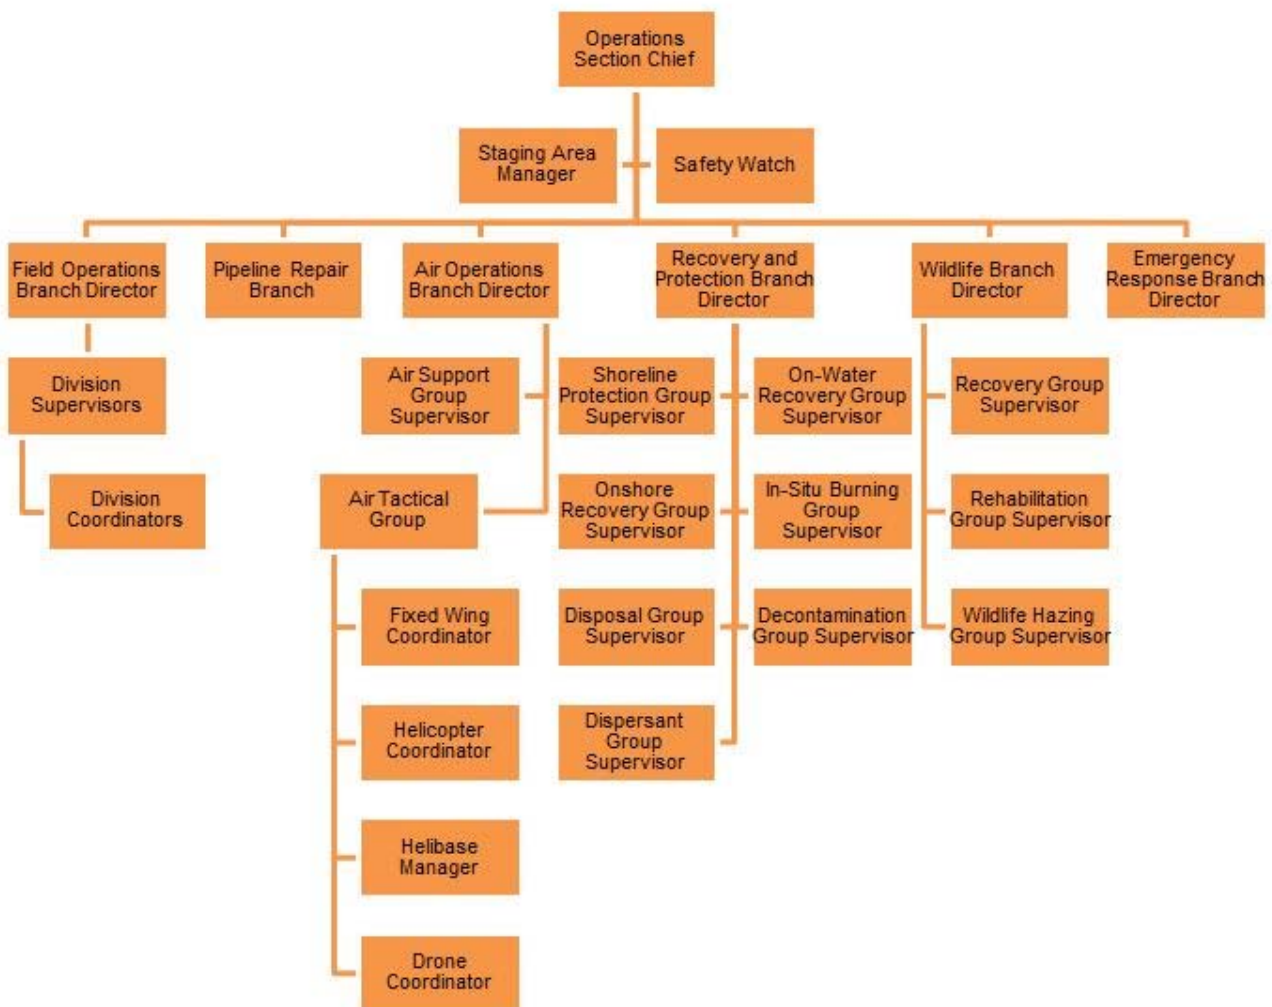 Operations
Section Chief
Staging Area
Manager
Safety Watch
Field Operations
Branch Director
Pipeline Repair
Branch
Air Operations
Branch Director
Recovery and
Protection Branch
Director
Wildlife Branch
Director
Emergency
Response Branch
Director
Division
Supervisors
Air Support
Group
Supervisor
Shoreline
Protection Group
Supervisor
On-Water
Recovery Group
Supervisor
Recovery Group
Supervisor
Division
Coordinators
Air Tactical
Group
Onshore
Recovery Group
Supervisor
In-Situ Burning
Group
Supervisor
Rehabilitation
Group Supervisor
Fixed Wing
Coordinator
Disposal Group
Supervisor
Decontamination
Group Supervisor
Wildlife Hazing
Group Supervisor
Helicopter
Coordinator
Dispersant
Group
Supervisor
Helibase
Manager
Drone
Coordinator